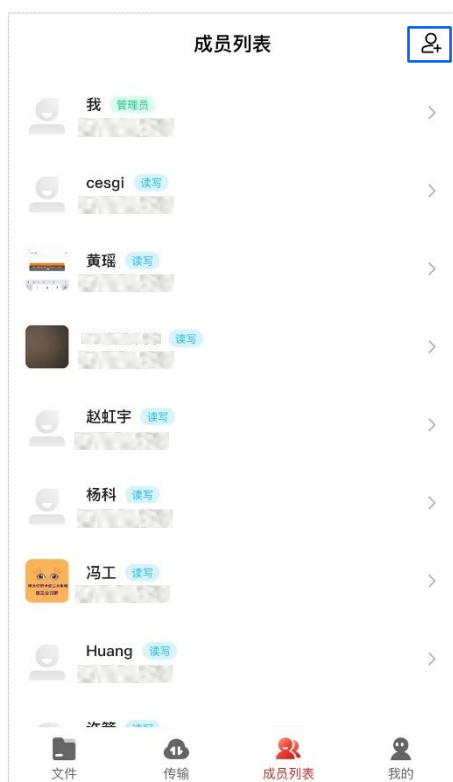 成员列表
我 管理员
cesgi 读写
黄瑶 读写
读写
赵虹宇 读写
杨科 读写
冯工 读写
Huang 读写
文件 传输 成员列表 我的